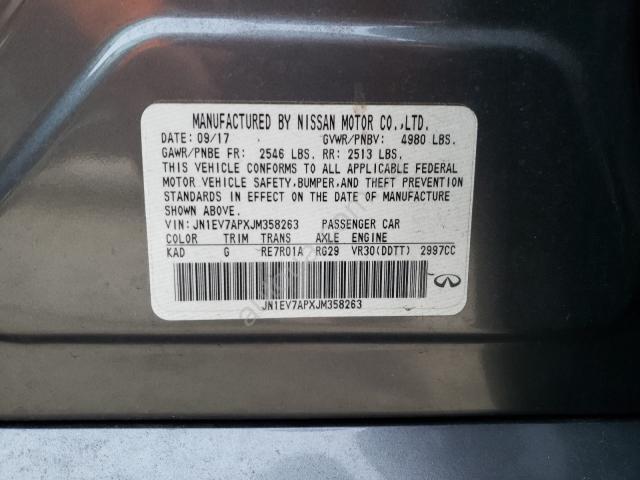 MANUFACTURED BY NISSAN MOTOR CO.,LTD.
DATE: 09/17 GVWR/PNBV: 4980 LBS.
GAWR/PNBE FR: 2546 LBS. RR: 2513 LBS.
THIS VEHICLE CONFORMS TO ALL APPLICABLE FEDERAL
MOTOR VEHICLE SAFETY,BUMPER,AND THEFT PREVENTION
STANDARDS IN EFFECT ON THE DATE OF MANUFACTURE
SHOWN ABOVE.
VIN: JN1EV7APXJM358263 PASSENGER CAR
COLOR TRIM TRANS AXLE ENGINE
KAD G RE7R01A RG29 VR30(DDTT) 2997CC
JN1EV7APXJM358263